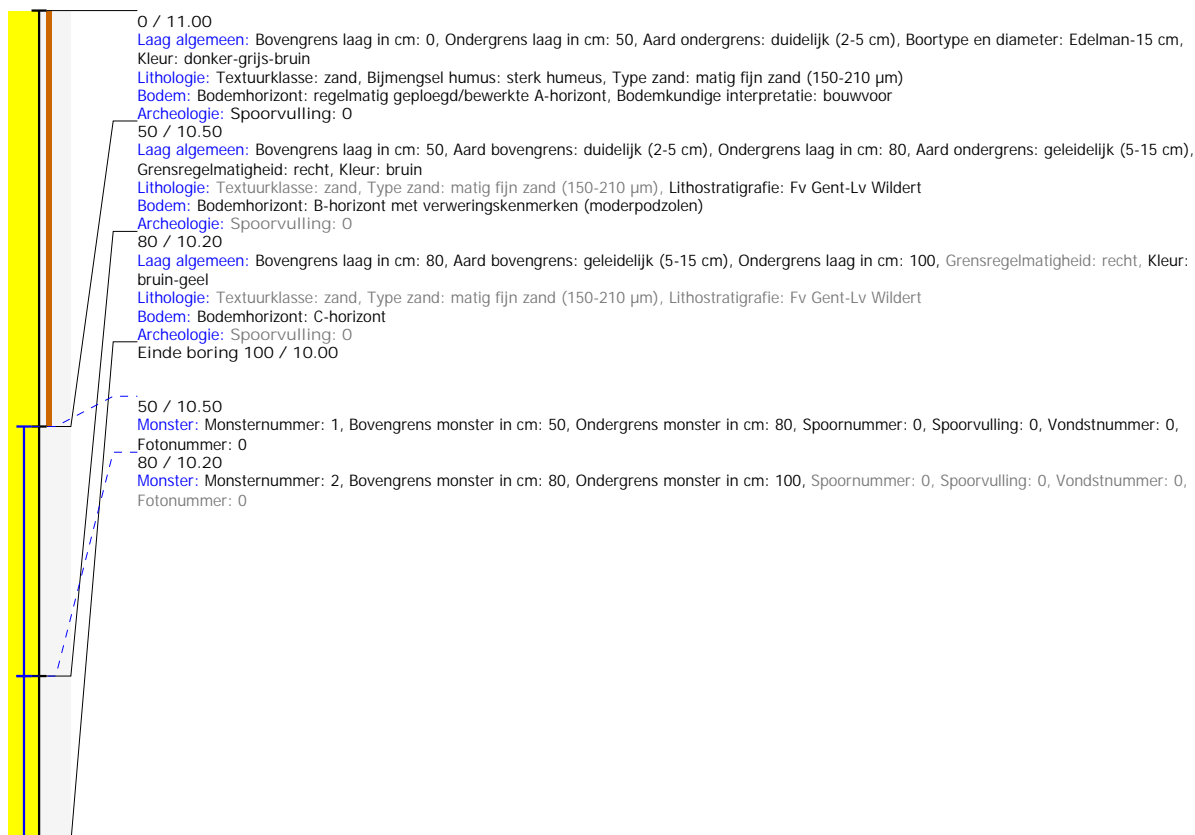 0 / 11.00
Laag algemeen: Bovengrens laag in cm: 0, Ondergrens laag in cm: 50, Aard ondergrens: duidelijk (2-5 cm), Boortype en diameter: Edelman-15 cm,
Kleur: donker-grijs-bruin
Lithologie: Textuurklasse: zand, Bijmengsel humus: sterk humeus, Type zand: matig fijn zand (150-210 µm)
Bodem: Bodemhorizont: regelmatig geploegd/bewerkte A-horizont, Bodemkundige interpretatie: bouwvoor
Archeologie: Spoorvulling: 0
50 / 10.50
Laag algemeen: Bovengrens laag in cm: 50, Aard bovengrens: duidelijk (2-5 cm), Ondergrens laag in cm: 80, Aard ondergrens: geleidelijk (5-15 cm),
Grensregelmatigheid: recht, Kleur: bruin
Lithologie: Textuurklasse: zand, Type zand: matig fijn zand (150-210 µm), Lithostratigrafie: Fv Gent-Lv Wildert
Bodem: Bodemhorizont: B-horizont met verweringskenmerken (moderpodzolen)
Archeologie: Spoorvulling: 0
80 / 10.20
Laag algemeen: Bovengrens laag in cm: 80, Aard bovengrens: geleidelijk (5-15 cm), Ondergrens laag in cm: 100, Grensregelmatigheid: recht, Kleur:
bruin-geel
Lithologie: Textuurklasse: zand, Type zand: matig fijn zand (150-210 µm), Lithostratigrafie: Fv Gent-Lv Wildert
Bodem: Bodemhorizont: C-horizont
Archeologie: Spoorvulling: 0
Einde boring 100 / 10.00
50 / 10.50
Monster: Monsternummer: 1, Bovengrens monster in cm: 50, Ondergrens monster in cm: 80, Spoornummer: 0, Spoorvulling: 0, Vondstnummer: 0,
Fotonummer: 0
80 / 10.20
Monster: Monsternummer: 2, Bovengrens monster in cm: 80, Ondergrens monster in cm: 100, Spoornummer: 0, Spoorvulling: 0, Vondstnummer: 0,
Fotonummer: 0